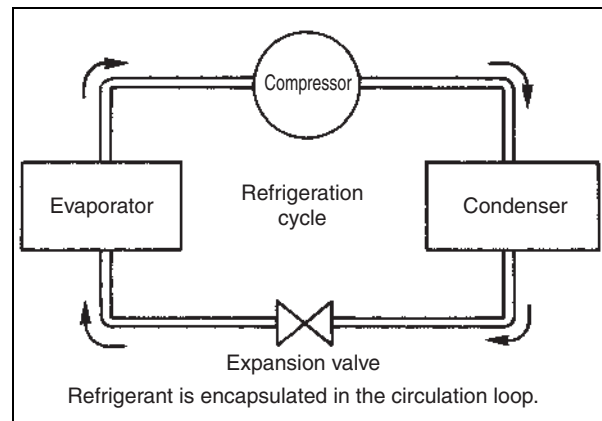 Compressor
Evaporator
Refrigeration
cycle
Condenser
Expansion valve
Refrigerant is encapsulated in the circulation loop.